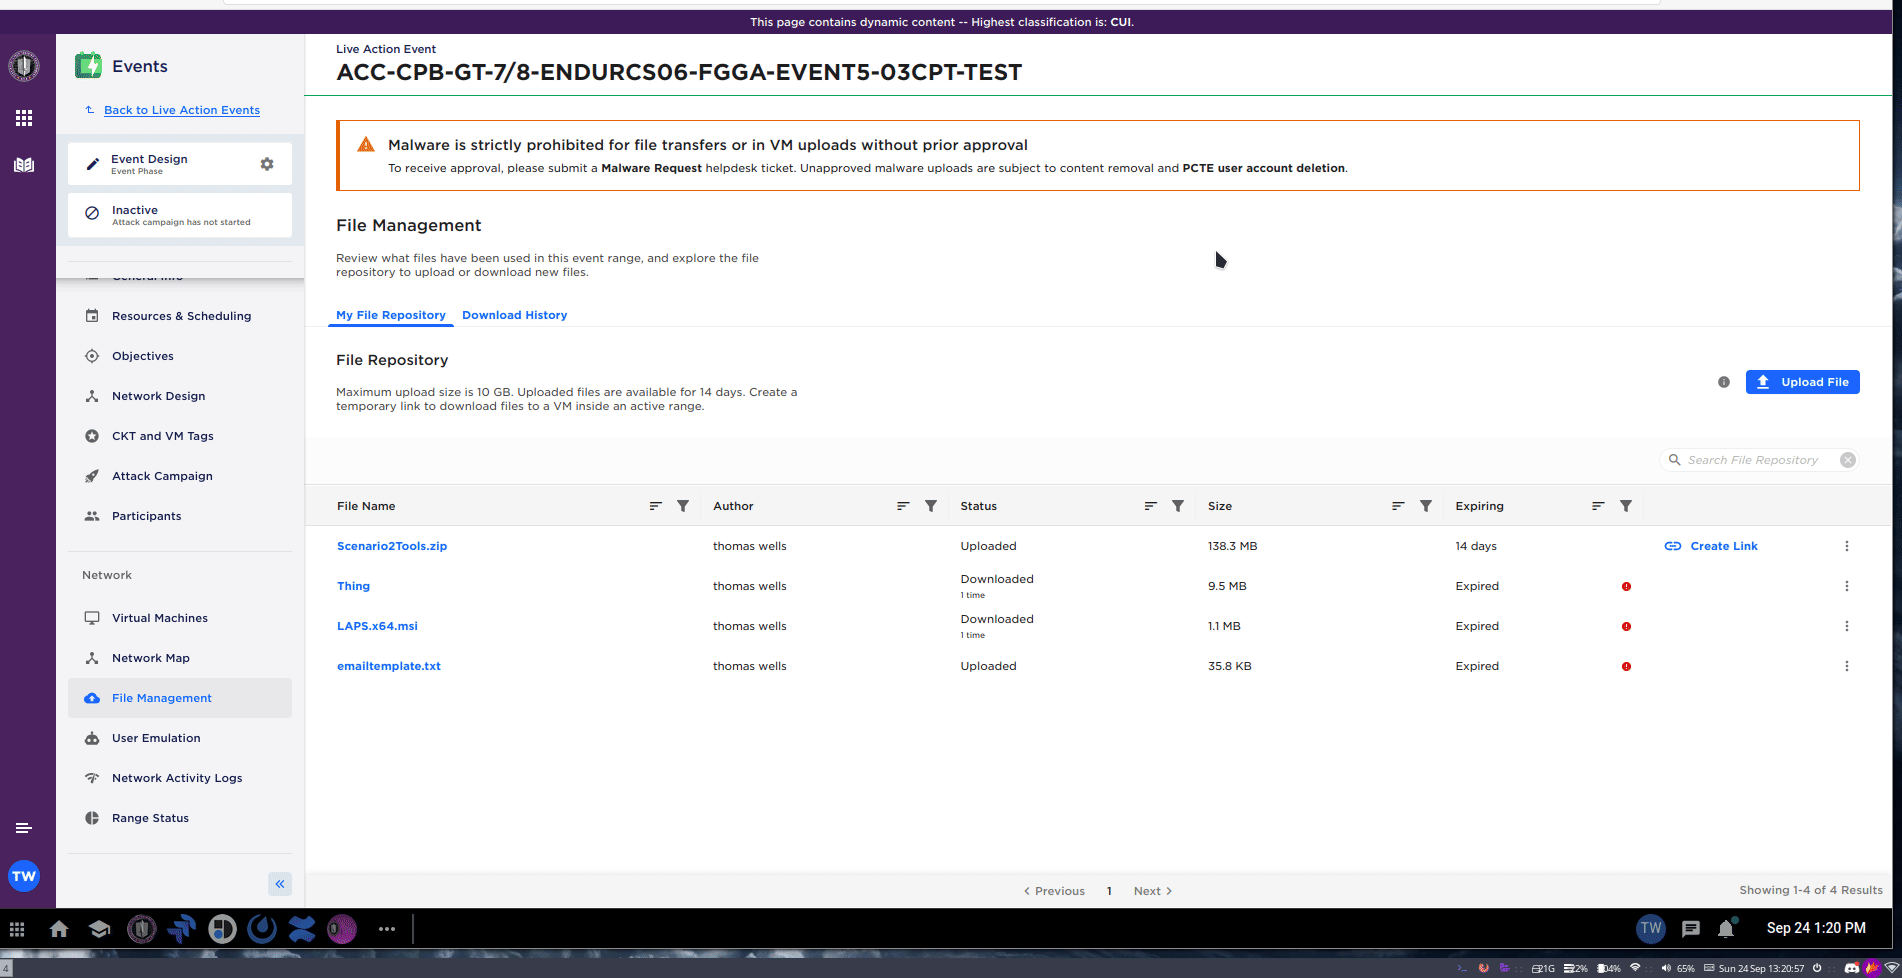 This page contains dynamic content -- Highest classification is: CUI.
Events
Back to Live Action Events
Event Design
Event Phase
Inactive
Attack campaign has not started
General Info
Resources & Scheduling
Objectives
Network Design
CKT and VM Tags
Attack Campaign
Participants
Network
Virtual Machines
Network Map
File Management
User Emulation
Network Activity Logs
Range Status
TW
Live Action Event
ACC-CPB-GT-7/8-ENDURCS06-FGGA-EVENT5-03CPT-TEST
Malware is strictly prohibited for file transfers or in VM uploads without prior approval
To receive approval, please submit a Malware Request helpdesk ticket. Unapproved malware uploads are subject to content removal and PCTE user account deletion.
File Management
Review what files have been used in this event range, and explore the file
repository to upload or download new files.
My File Repository Download History
File Repository
Maximum upload size is 10 GB. Uploaded files are available for 14 days. Create a
temporary link to download files to a VM inside an active range.
Upload File
Search File Repository
File Name Author Status Size Expiring
Scenario2Tools.zip thomas wells Uploaded 138.3 MB 14 days Create Link
Thing thomas wells Downloaded 9.5 MB Expired
1 time
LAPS.x64.msi thomas wells Downloaded 1.1 MB Expired
1 time
emailtemplate.txt thomas wells Uploaded 35.8 KB Expired
Previous 1 Next
Showing 1-4 of 4 Results
TW Sep 24 1:20 PM
4 65% Sun 24 Sep 13:20:57